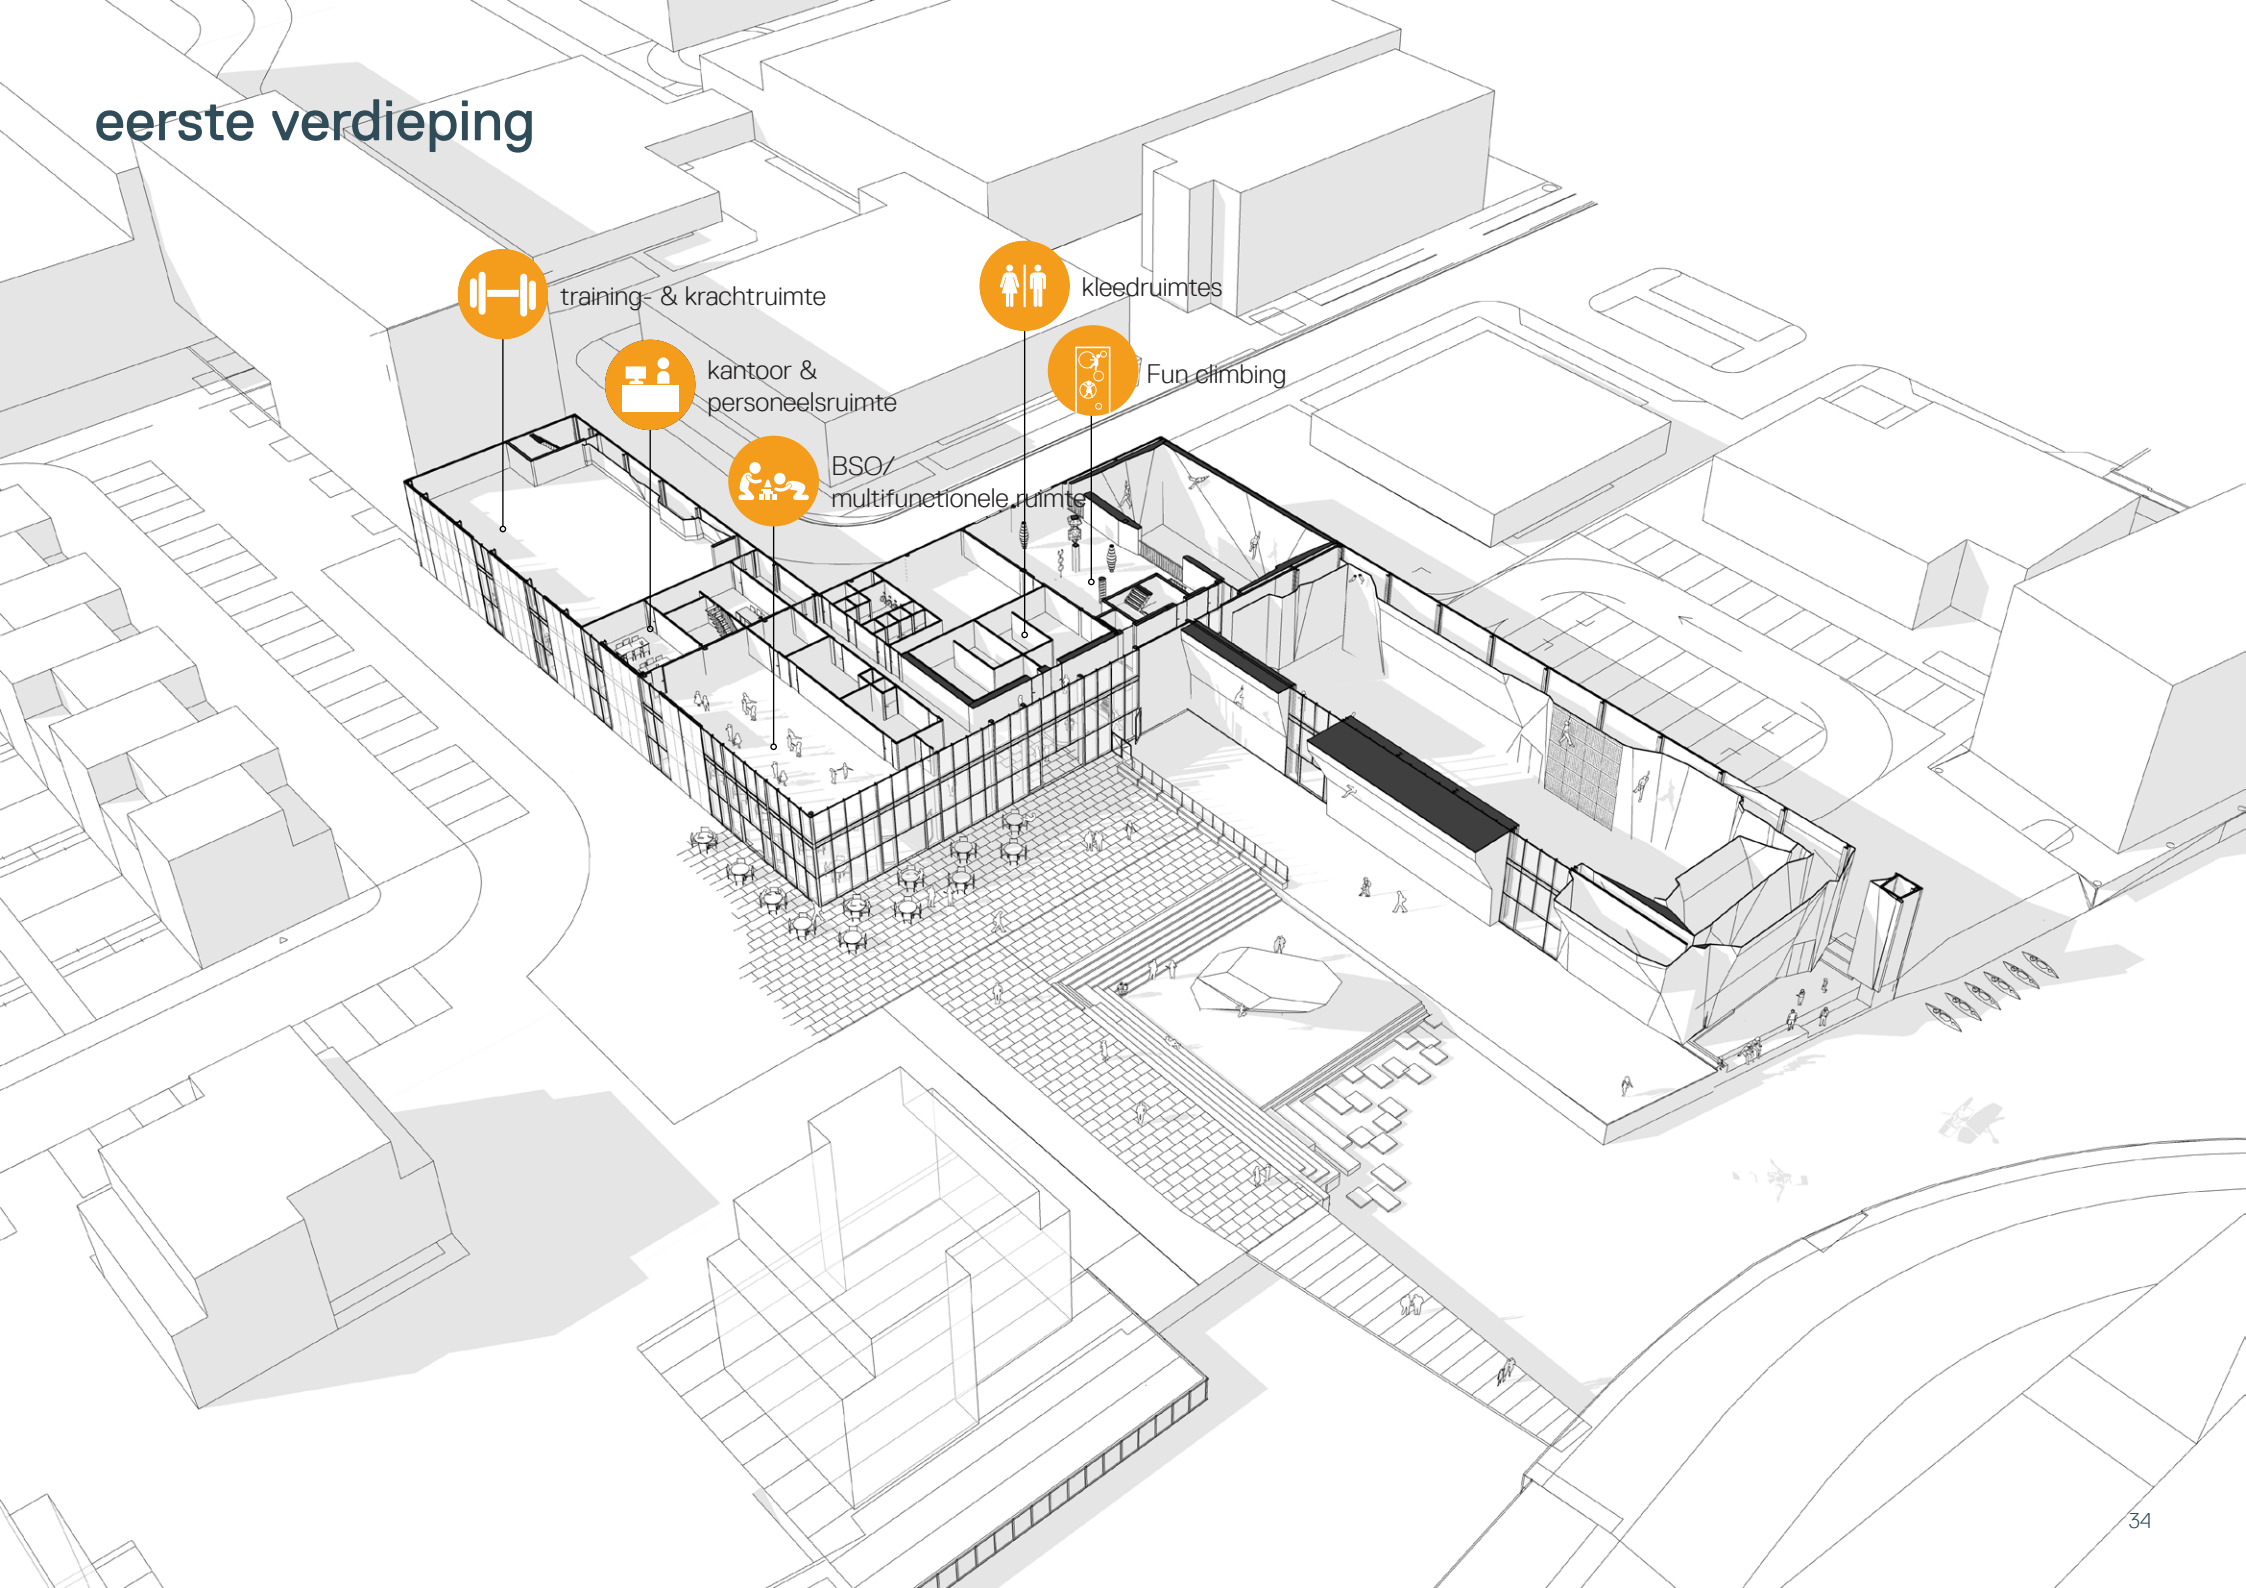 eerste verdieping
training- & krachtruimte
kleedruimtes
kantoor &
personeelsruimte
Fun climbing
BSO/
multifunctionele ruimte
34